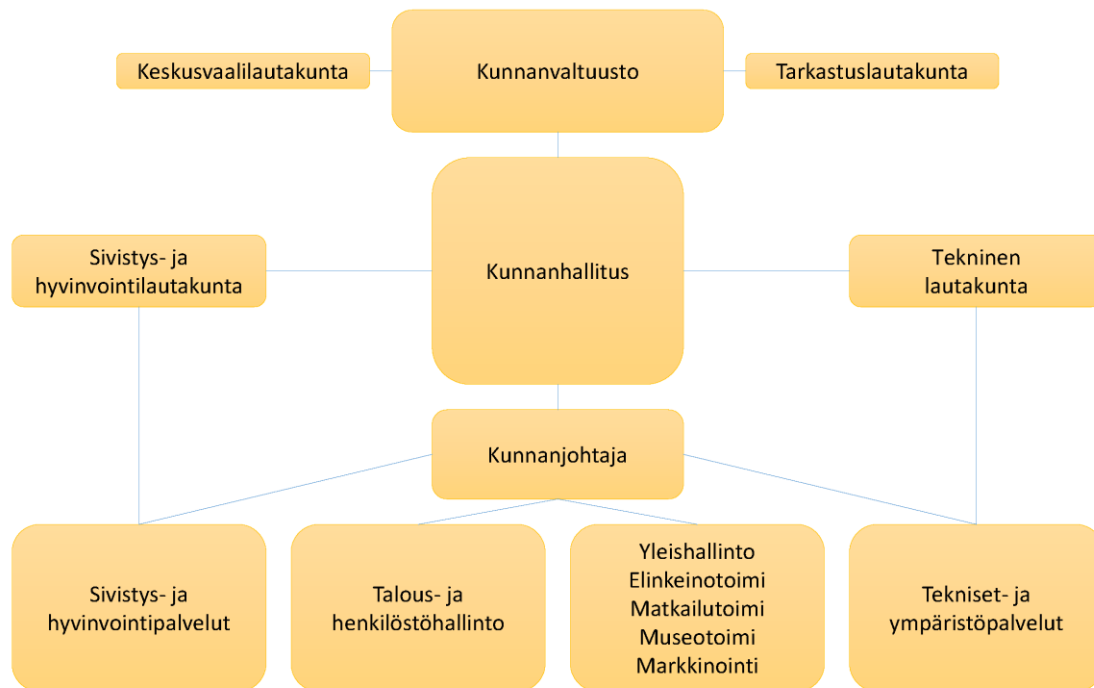 Keskusvaalilautakunta
Kunnanvaltuusto
Tarkastuslautakunta
Sivistys- ja
hyvinvointilautakunta
Kunnanhallitus
Tekninen
lautakunta
Kunnanjohtaja
Sivistys- ja
hyvinvointipalvelut
Talous- ja
henkilöstöhallinto
Yleishallinto
Elinkeinotoimi
Matkailutoimi
Museotoimi
Markkinointi
Tekniset- ja
ympäristöpalvelut